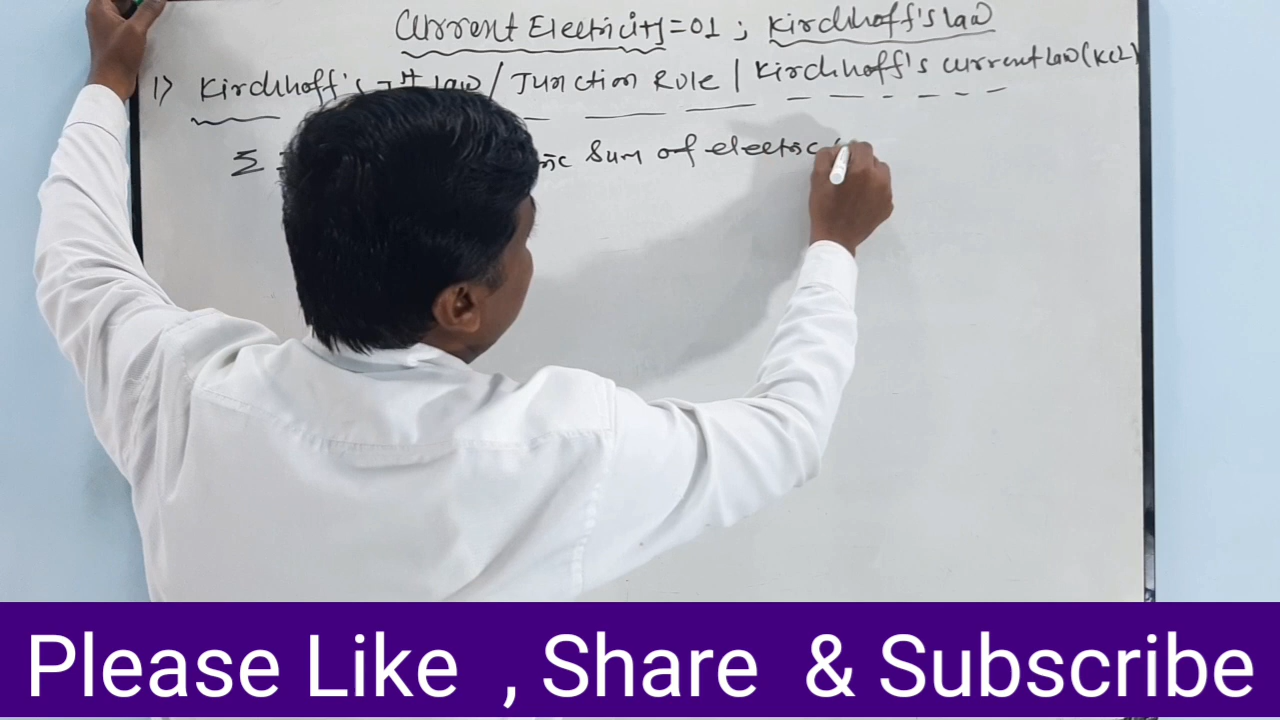 Current Electricity=01 ; Kirchhoff's law
1) Kirchhoff's Ist law / Junction Rule | Kirchhoff's current law (KCL)
Σ Sum of electric
Please Like , Share & Subscribe